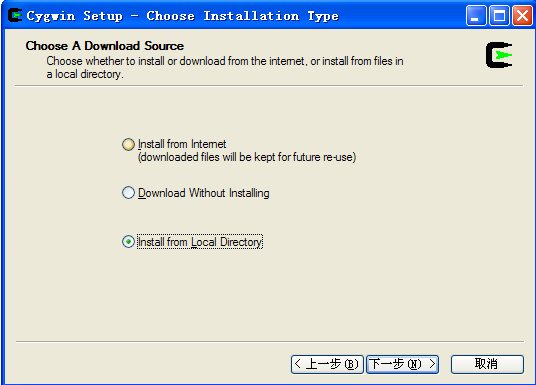 Cygwin Setup - Choose Installation Type
Choose A Download Source
Choose whether to install or download from the internet, or install from files in
a local directory.
Install from Internet
(downloaded files will be kept for future re-use)
Download Without Installing
Install from Local Directory
< 上一步(B)
下一步(N) >
取消